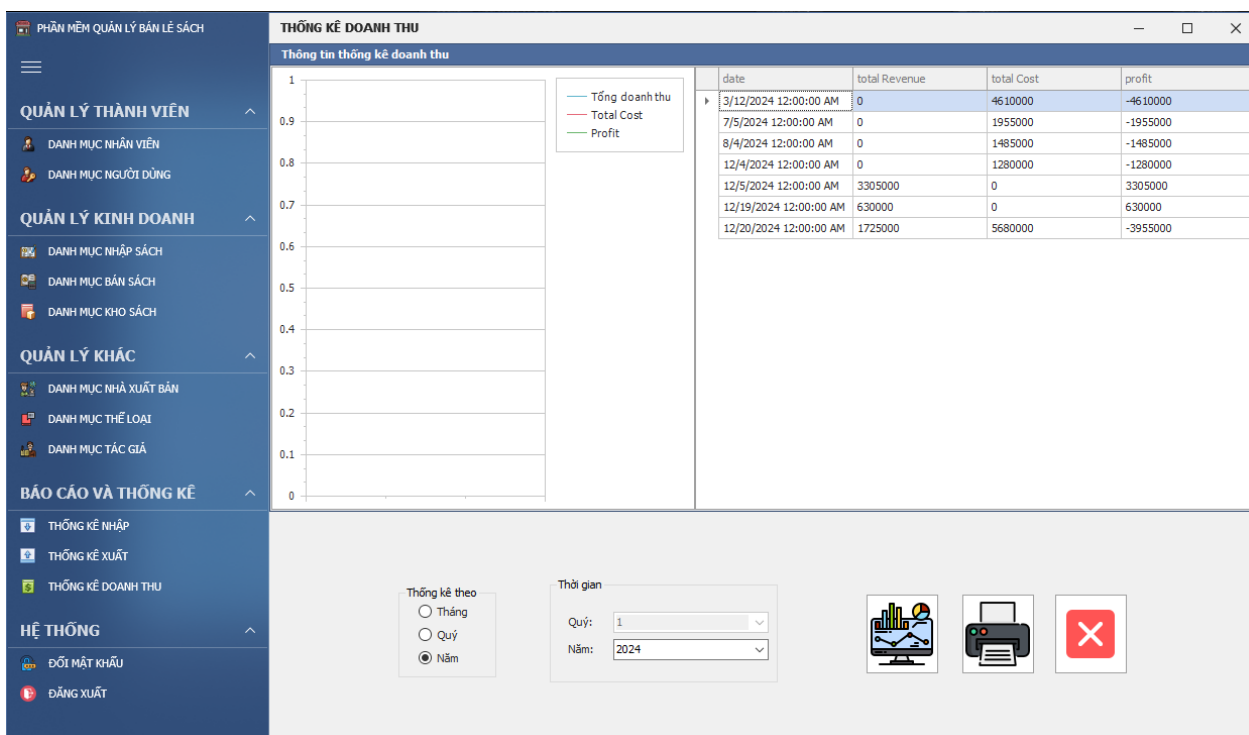 PHẦN MỀM QUẢN LÝ BÁN LẺ SÁCH
QUẢN LÝ THÀNH VIÊN
DANH MỤC NHÂN VIÊN
DANH MỤC NGƯỜI DÙNG
QUẢN LÝ KINH DOANH
DANH MỤC NHẬP SÁCH
DANH MỤC BÁN SÁCH
DANH MỤC KHO SÁCH
QUẢN LÝ KHÁC
DANH MỤC NHÀ XUẤT BẢN
DANH MỤC THỂ LOẠI
DANH MỤC TÁC GIẢ
BÁO CÁO VÀ THỐNG KÊ
THỐNG KÊ NHẬP
THỐNG KÊ XUẤT
THỐNG KÊ DOANH THU
HỆ THỐNG
ĐỔI MẬT KHẨU
ĐĂNG XUẤT
THỐNG KÊ DOANH THU
Thông tin thống kê doanh thu
1
0.9
0.8
0.7
0.6
0.5
0.4
0.3
0.2
0.1
0
Tổng doanh thu
Total Cost
Profit
date total Revenue total Cost profit
3/12/2024 12:00:00 AM 0 4610000 -4610000
7/5/2024 12:00:00 AM 0 1955000 -1955000
8/4/2024 12:00:00 AM 0 1485000 -1485000
12/4/2024 12:00:00 AM 0 1280000 -1280000
12/5/2024 12:00:00 AM 3305000 0 3305000
12/19/2024 12:00:00 AM 630000 0 630000
12/20/2024 12:00:00 AM 1725000 5680000 -3955000
Thống kê theo
Tháng
Quý
Năm
Thời gian
Quý: 1
Năm: 2024